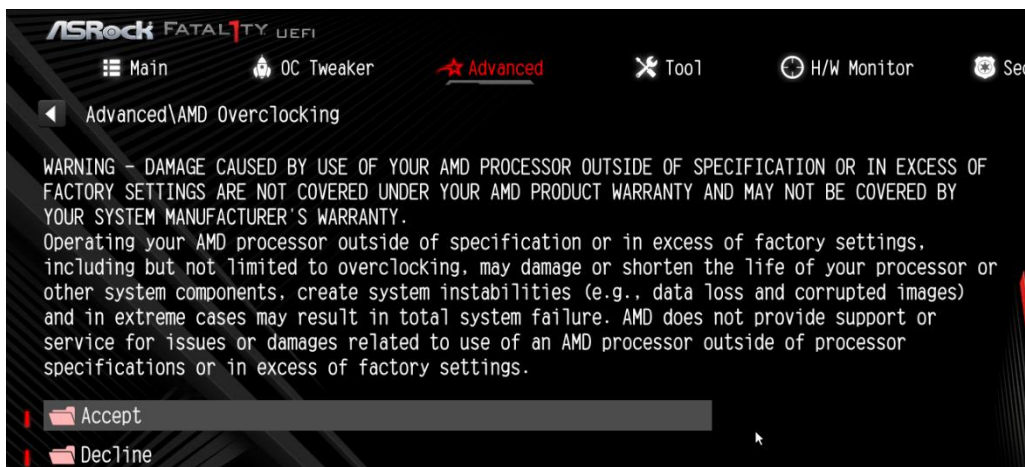 ASRock FATAL1TY UEFI
Main OC Tweaker Advanced Tool H/W Monitor Sec
Advanced\AMD Overclocking
WARNING - DAMAGE CAUSED BY USE OF YOUR AMD PROCESSOR OUTSIDE OF SPECIFICATION OR IN EXCESS OF
FACTORY SETTINGS ARE NOT COVERED UNDER YOUR AMD PRODUCT WARRANTY AND MAY NOT BE COVERED BY
YOUR SYSTEM MANUFACTURER'S WARRANTY.
Operating your AMD processor outside of specification or in excess of factory settings,
including but not limited to overclocking, may damage or shorten the life of your processor or
other system components, create system instabilities (e.g., data loss and corrupted images)
and in extreme cases may result in total system failure. AMD does not provide support or
service for issues or damages related to use of an AMD processor outside of processor
specifications or in excess of factory settings.
Accept
Decline